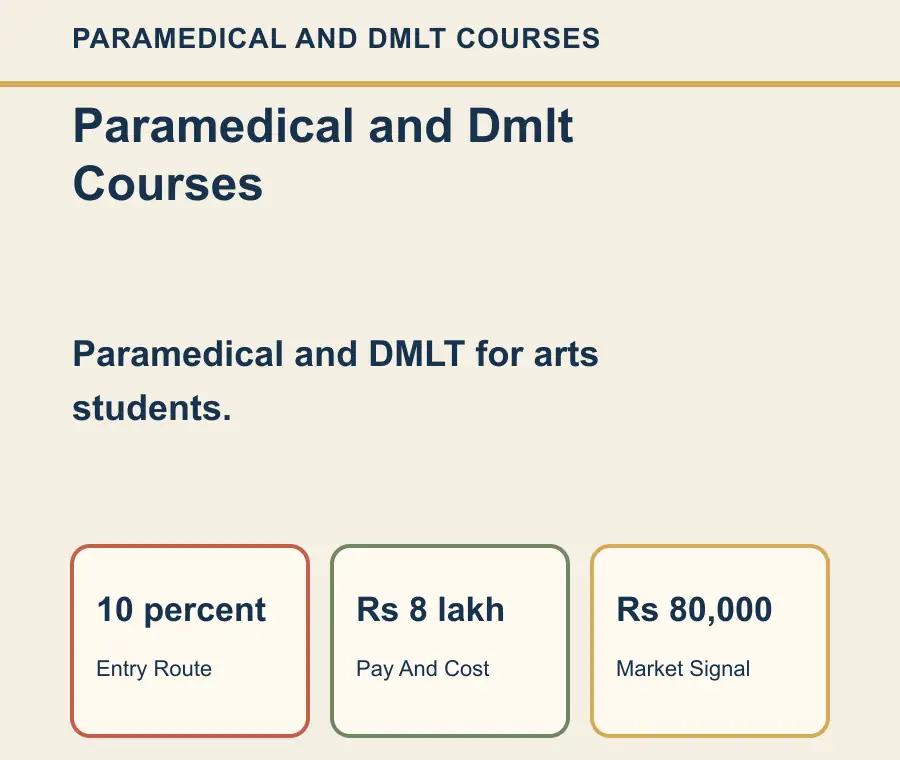 PARAMEDICAL AND DMLT COURSES
Paramedical and Dmlt
Courses
Paramedical and DMLT for arts
students.
10 percent
Entry Route
Rs 8 lakh
Pay And Cost
Rs 80,000
Market Signal